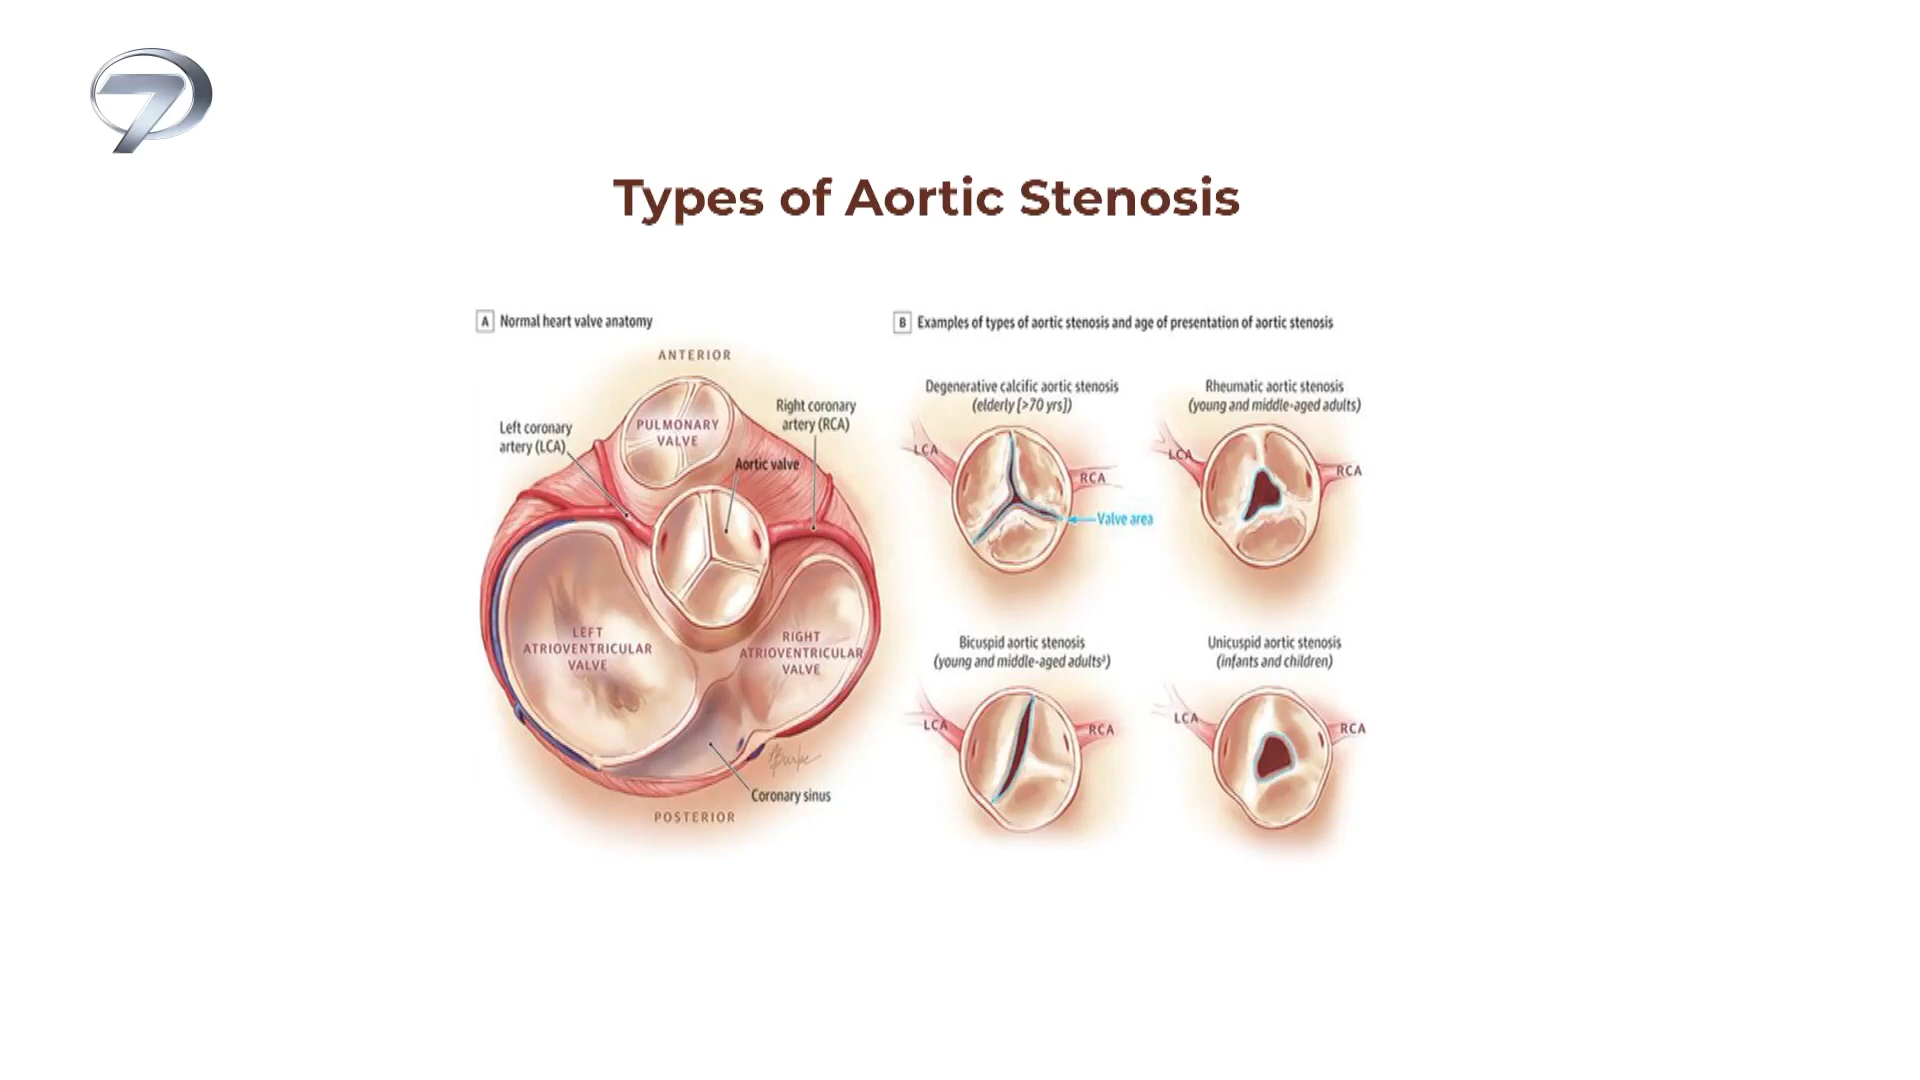 7
Types of Aortic Stenosis
A Normal heart valve anatomy
ANTERIOR
Left coronary
artery (LCA)
PULMONARY
VALVE
Right coronary
artery (RCA)
Aortic valve
LEFT
ATRIOVENTRICULAR
VALVE
RIGHT
ATRIOVENTRICULAR
VALVE
Coronary sinus
POSTERIOR
B Examples of types of aortic stenosis and age of presentation of aortic stenosis
Degenerative calcific aortic stenosis
(elderly [>70 yrs])
LCA
RCA
Valve area
Rheumatic aortic stenosis
(young and middle-aged adults)
LCA
RCA
Bicuspid aortic stenosis
(young and middle-aged adultsᵃ)
LCA
RCA
Unicuspid aortic stenosis
(infants and children)
LCA
RCA